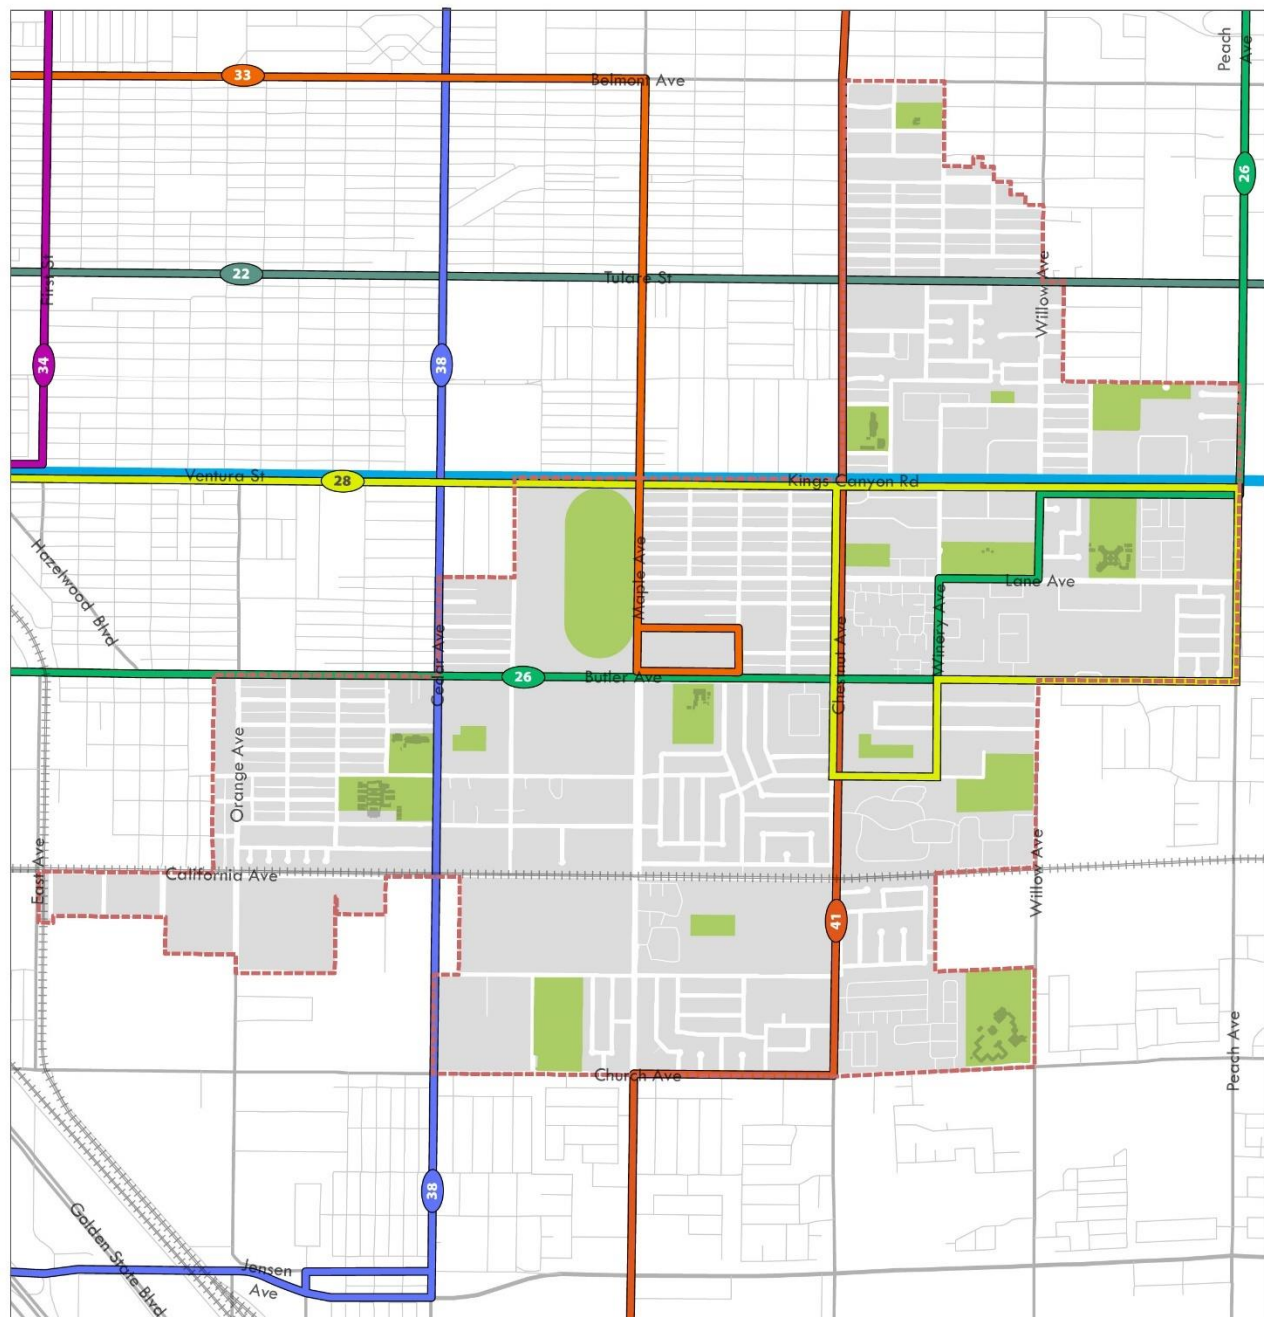 Peach
Ave
33
Belmont Ave
26
First St
22
Tulare St
Willow Ave
34
38
Ventura St
28
Kings Canyon Rd
Hazelwood Blvd
Maple Ave
Lane Ave
Winery Ave
Cedar Ave
26
Butler Ave
Chestnut Ave
Orange Ave
East Ave
California Ave
Willow Ave
41
Church Ave
Peach Ave
38
Golden State Blvd
Jensen
Ave